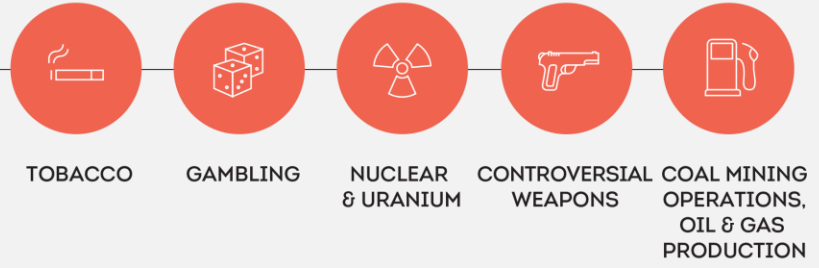 TOBACCO
GAMBLING
NUCLEAR
& URANIUM
CONTROVERSIAL
WEAPONS
COAL MINING
OPERATIONS,
OIL & GAS
PRODUCTION